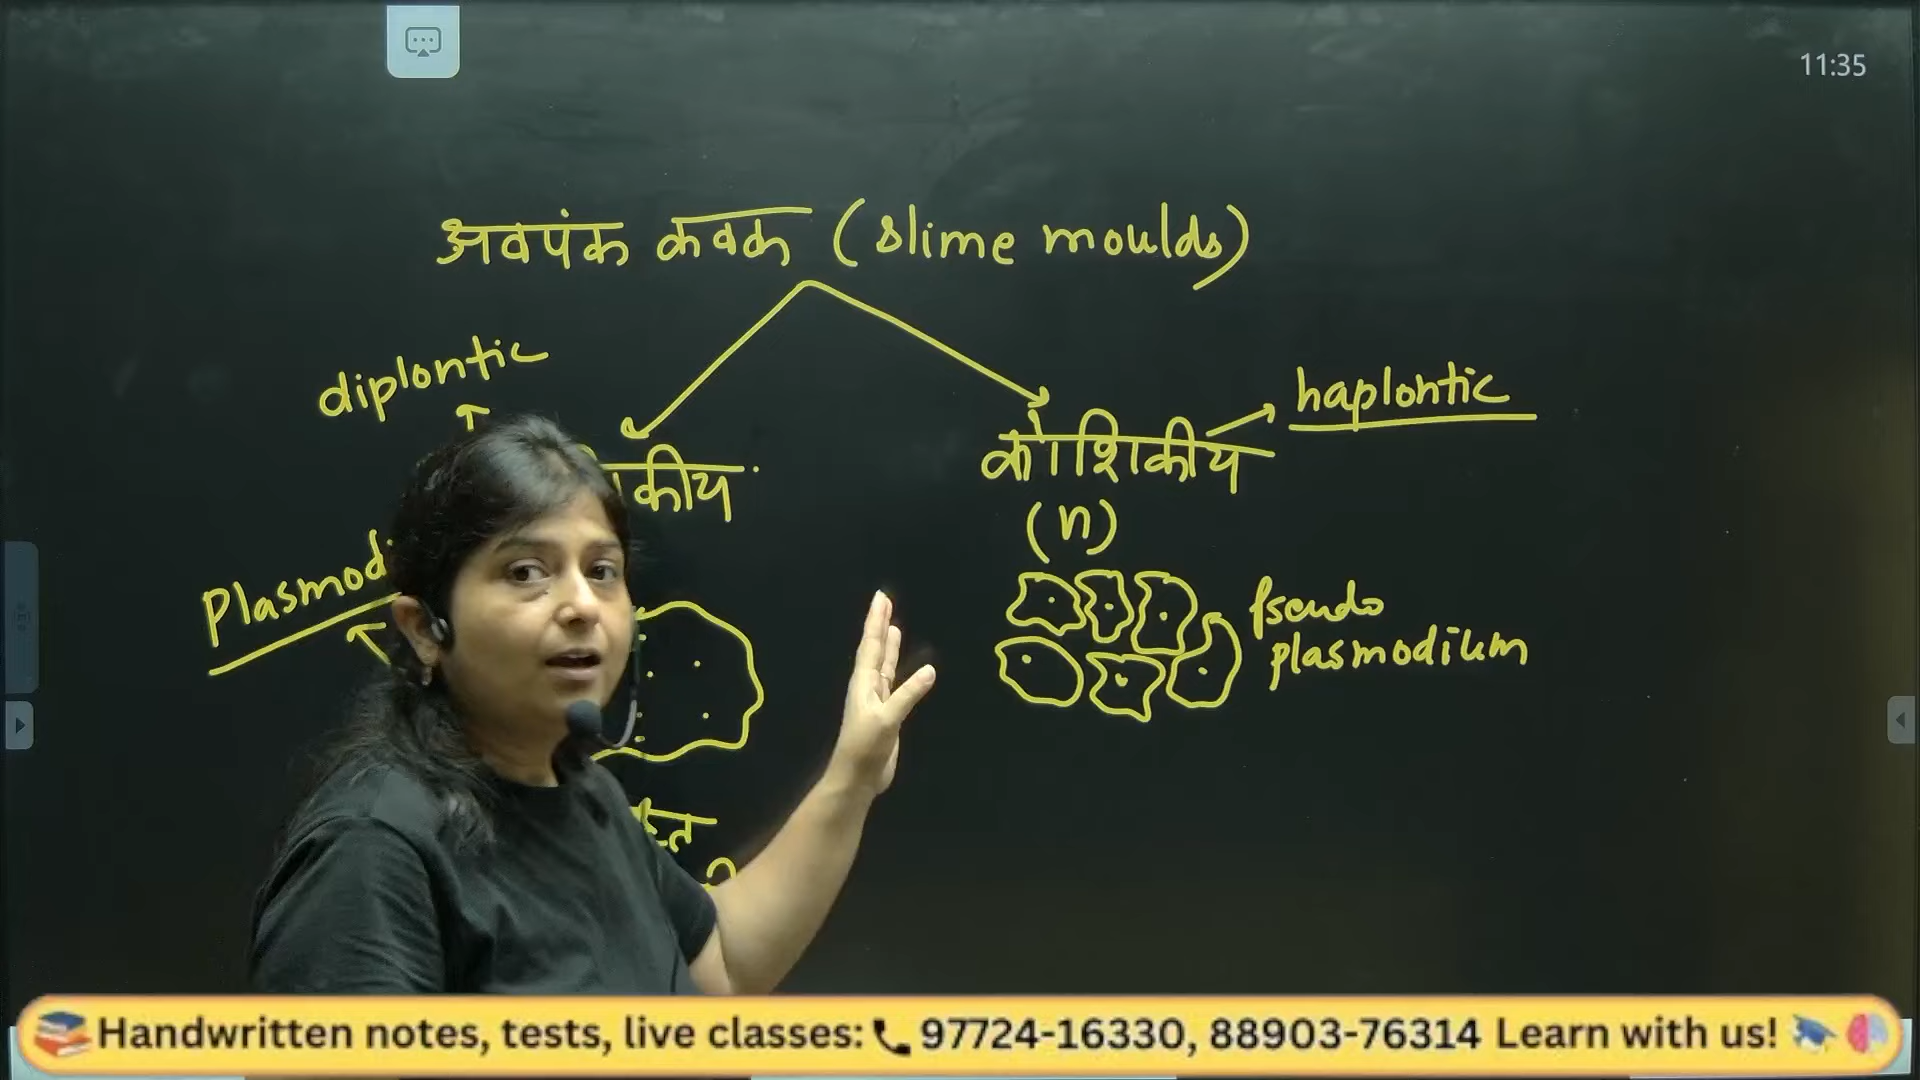 11:35
अवपंक कवक (slime moulds)
diplontic
haplontic
कोशिकीय
(n)
Pseudo
plasmodium
Handwritten notes, tests, live classes: 97724-16330, 88903-76314 Learn with us!